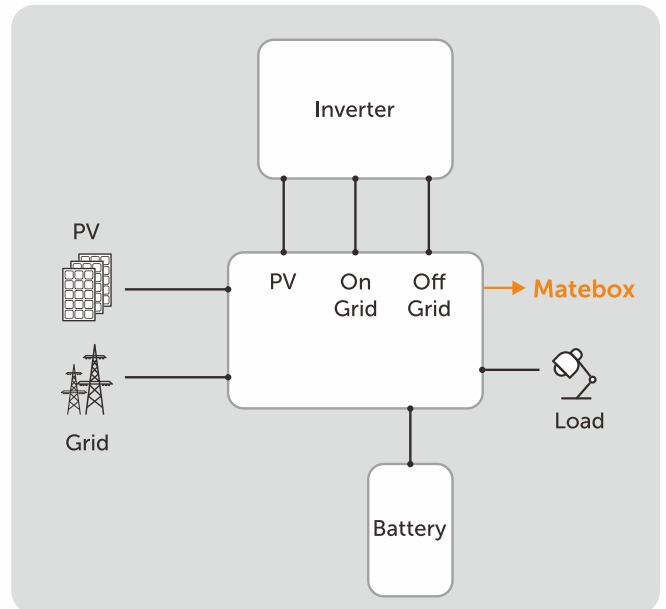 Inverter
PV
PV
On
Grid
Off
Grid
Matebox
Grid
Load
Battery